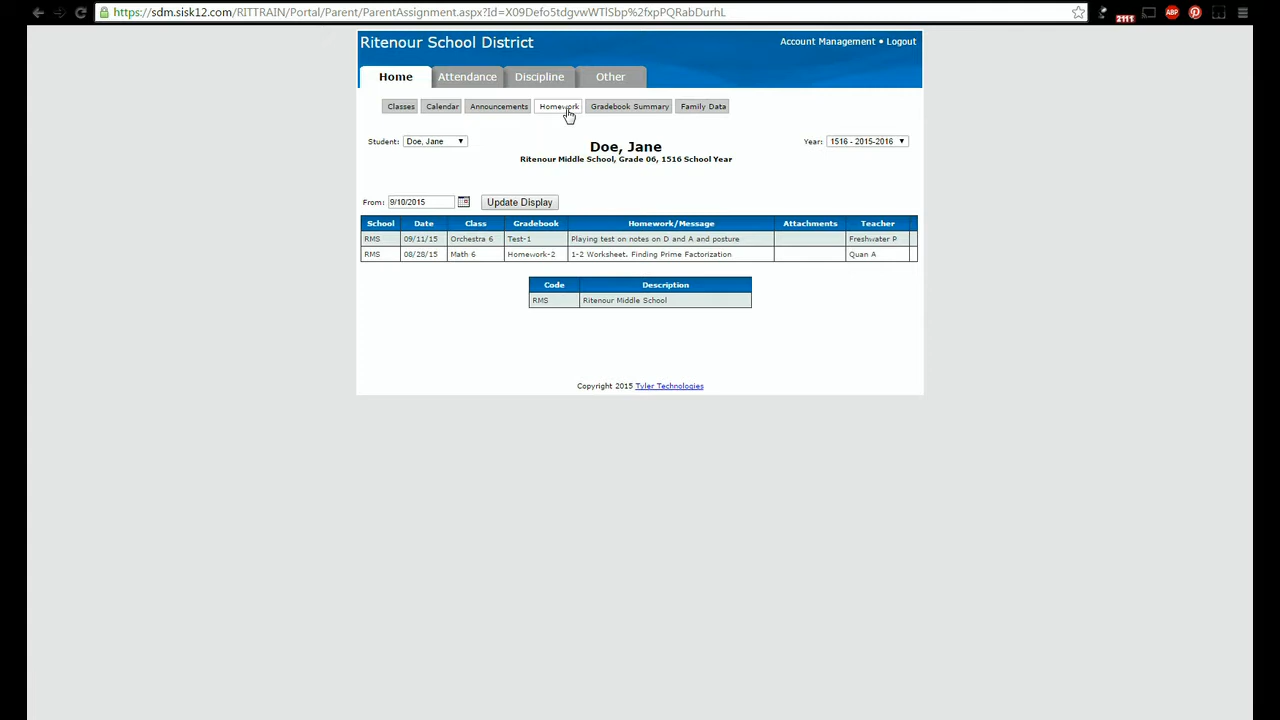 https://sdm.sisk12.com/RITTRAIN/Portal/Parent/ParentAssignment.aspx?Id=X09Defo5tdgvwWTlSbp%2fxpPQRabDurhL
2111 ABP
Ritenour School District
Account Management • Logout
Home Attendance Discipline Other
Classes Calendar Announcements Homework Gradebook Summary Family Data
Student: Doe, Jane
Doe, Jane
Year: 1516 - 2015-2016
Ritenour Middle School, Grade 06, 1516 School Year
From: 9/10/2015 Update Display
School Date Class Gradebook Homework/Message Attachments Teacher
RMS 09/11/15 Orchestra 6 Test-1 Playing test on notes on D and A and posture Freshwater P
RMS 08/28/15 Math 6 Homework-2 1-2 Worksheet. Finding Prime Factorization Quan A
Code Description
RMS Ritenour Middle School
Copyright 2015 Tyler Technologies